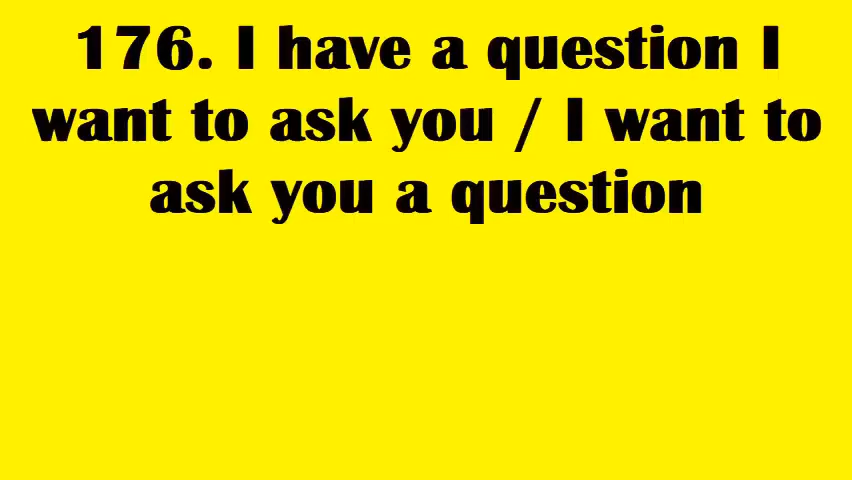 176. I have a question I
want to ask you / I want to
ask you a question